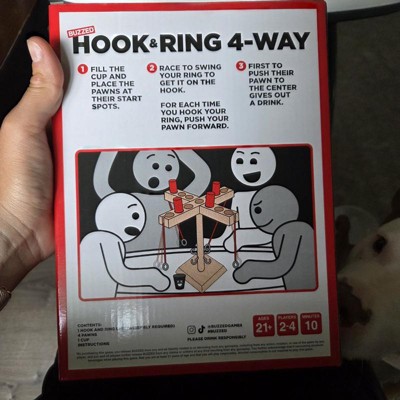 BUZZED
HOOK & RING 4-WAY
1 FILL THE
CUP AND
PLACE THE
PAWNS AT
THEIR START
SPOTS.
2 RACE TO SWING
YOUR RING TO
GET IT ON THE
HOOK.
FOR EACH TIME
YOU HOOK YOUR
RING, PUSH YOUR
PAWN FORWARD.
3 FIRST TO
PUSH THEIR
PAWN TO
THE CENTER
GIVES OUT
A DRINK.
CONTENTS:
4 PAWNS
1 CUP
INSTRUCTIONS
PLEASE DRINK RESPONSIBLY
AGES
21+
PLAYERS
2-4
MINUTES
10